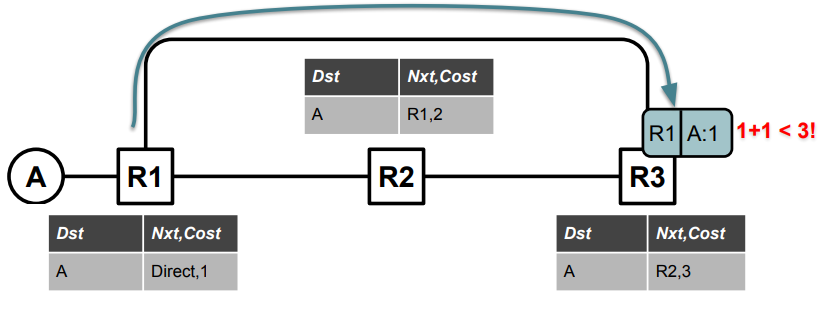 Dst Nxt,Cost
A R1,2
R1 A:1 1+1 < 3!
A R1 R2 R3
Dst Nxt,Cost
A Direct,1
Dst Nxt,Cost
A R2,3